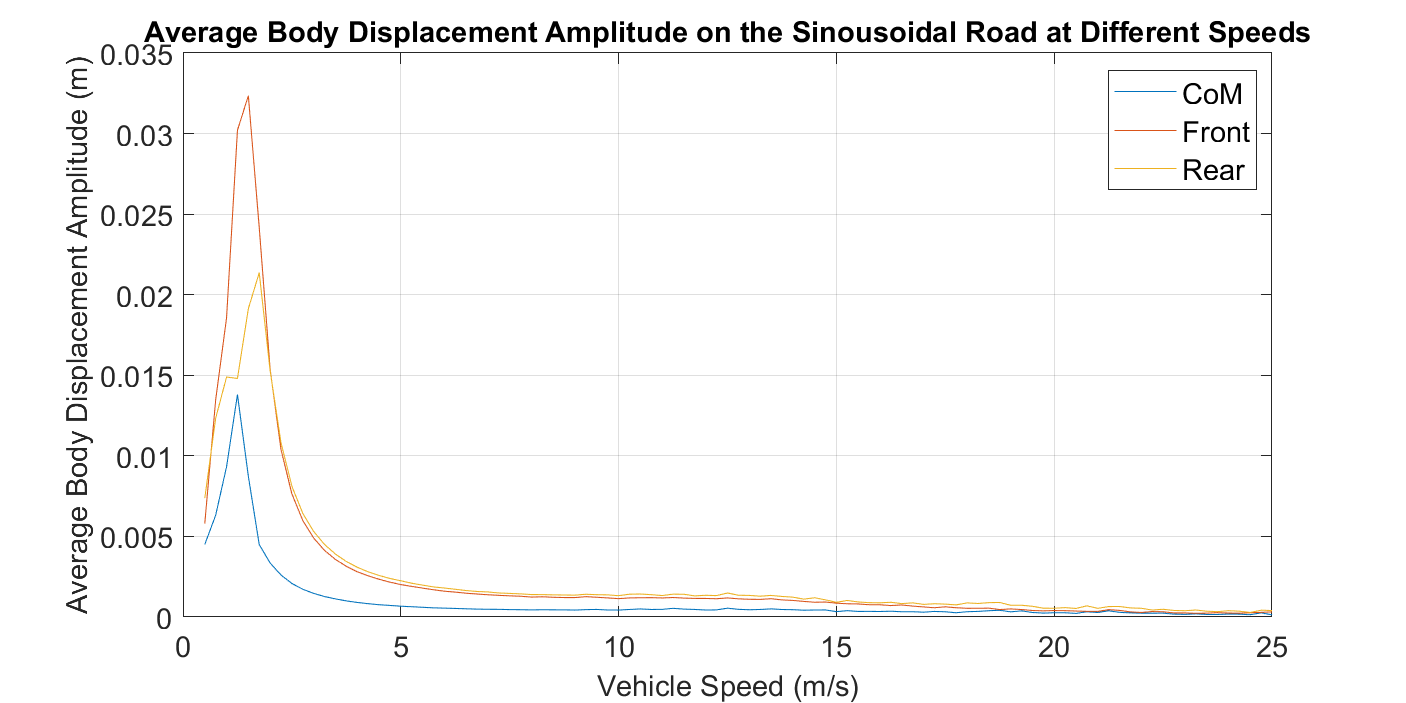 Average Body Displacement Amplitude on the Sinousoidal Road at Different Speeds
Average Body Displacement Amplitude (m)
0.035
0.03
0.025
0.02
0.015
0.01
0.005
0
0 5 10 15 20 25
Vehicle Speed (m/s)
CoM
Front
Rear